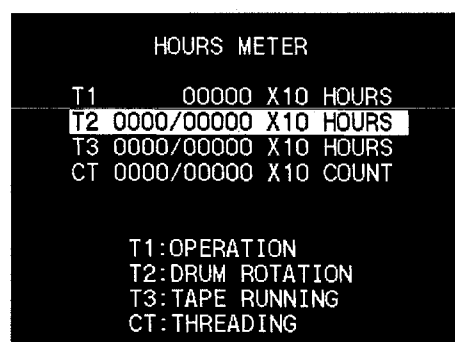 HOURS METER
T1 00000 X10 HOURS
T2 0000/00000 X10 HOURS
T3 0000/00000 X10 HOURS
CT 0000/00000 X10 COUNT
T1:OPERATION
T2:DRUM ROTATION
T3:TAPE RUNNING
CT:THREADING